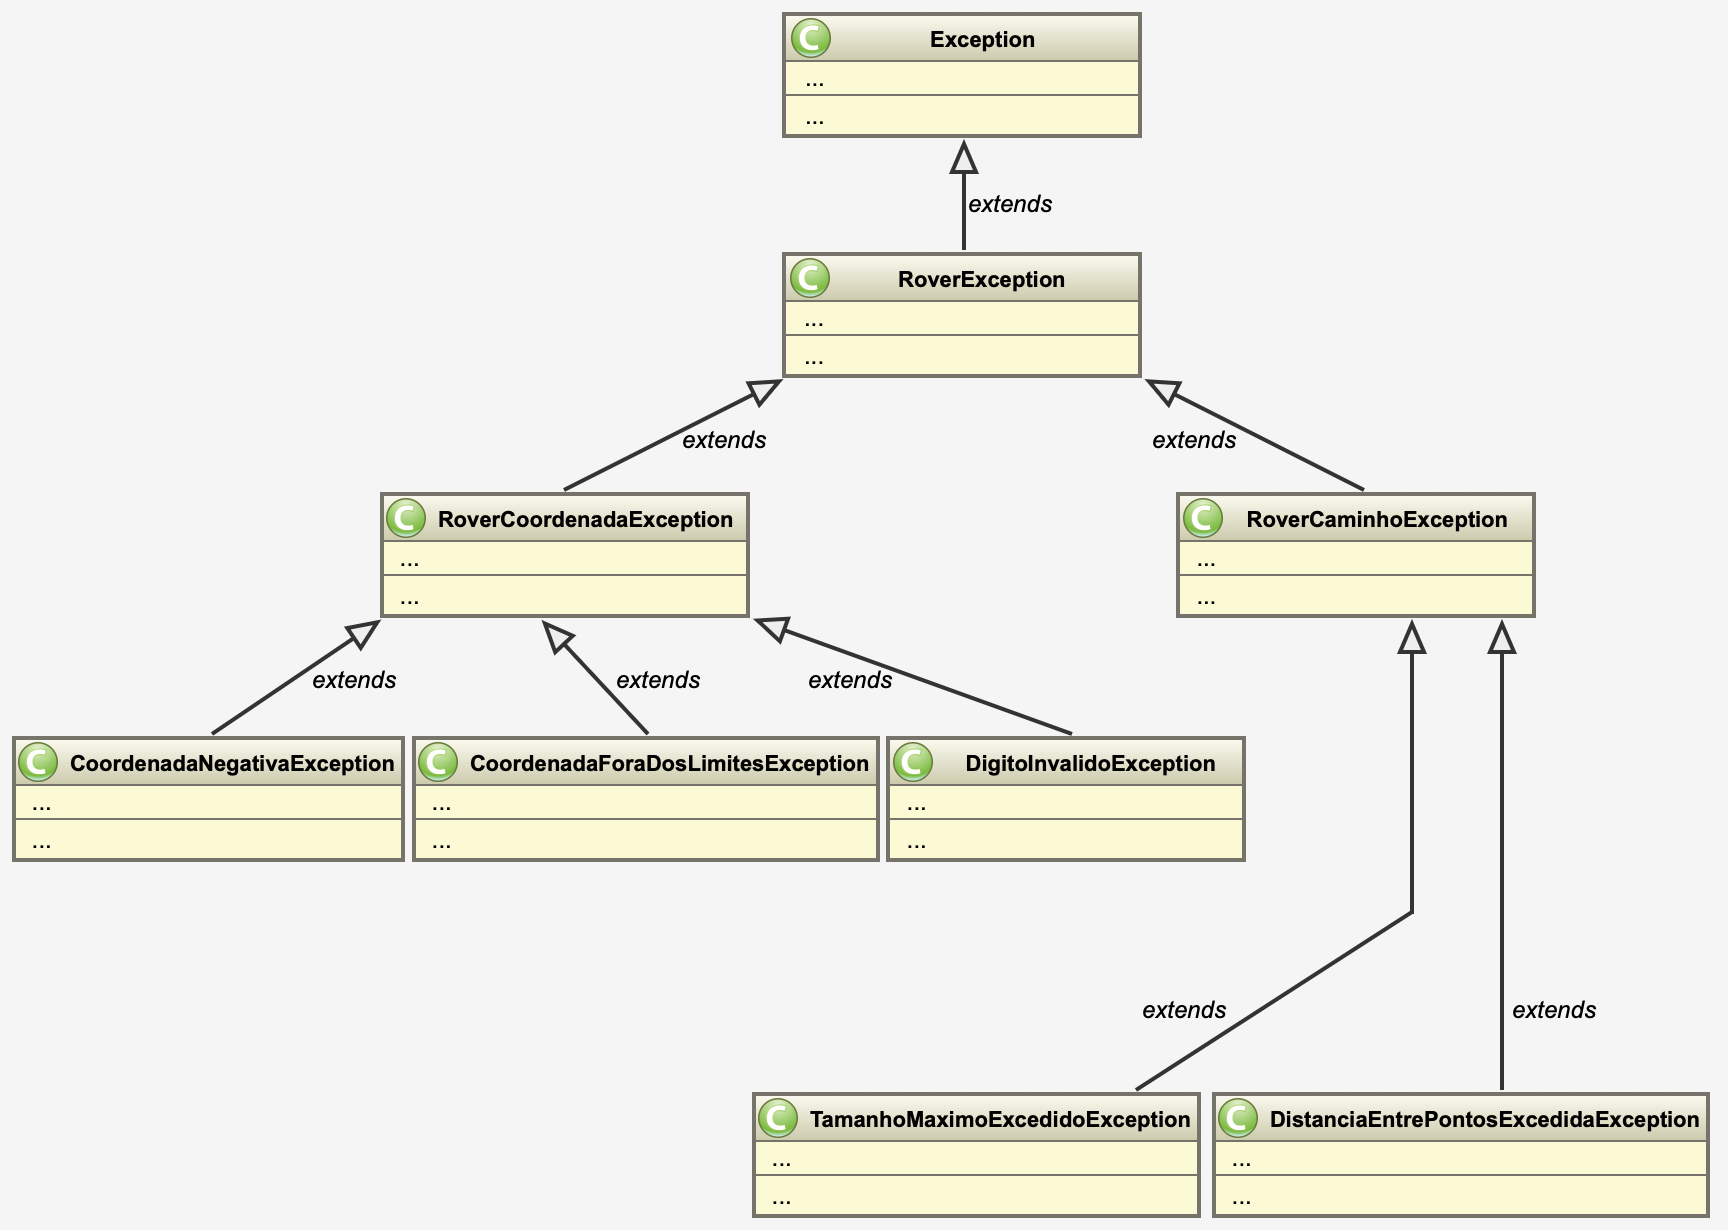 C Exception
...
...
extends
C RoverException
...
...
extends
extends
C RoverCoordenadaException
...
...
C RoverCaminhoException
...
...
extends
extends
extends
C CoordenadaNegativaException
...
...
C CoordenadaForaDosLimitesException
...
...
C DigitoInvalidoException
...
...
extends
extends
C TamanhoMaximoExcedidoException
...
...
C DistanciaEntrePontosExcedidaException
...
...